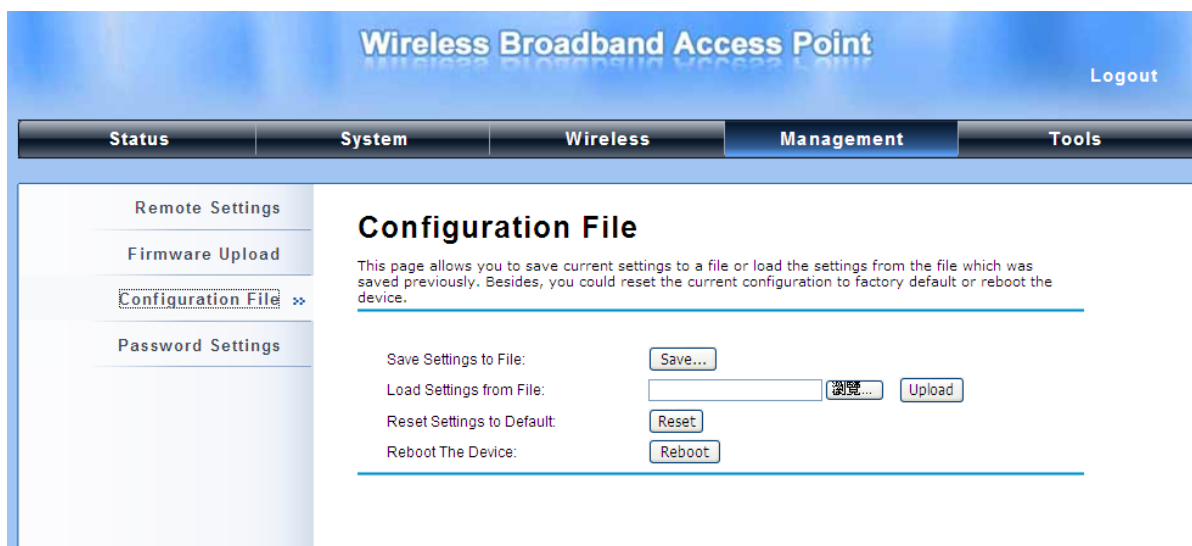 Wireless Broadband Access Point
Logout
Status System Wireless Management Tools
Remote Settings
Firmware Upload
Configuration File »
Password Settings
Configuration File
This page allows you to save current settings to a file or load the settings from the file which was
saved previously. Besides, you could reset the current configuration to factory default or reboot the
device.
Save Settings to File: Save...
Load Settings from File: 瀏覽... Upload
Reset Settings to Default: Reset
Reboot The Device: Reboot